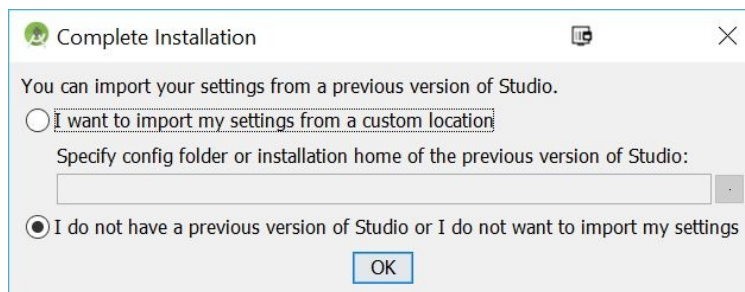 Complete Installation
You can import your settings from a previous version of Studio.
I want to import my settings from a custom location
Specify config folder or installation home of the previous version of Studio:
.
I do not have a previous version of Studio or I do not want to import my settings
OK